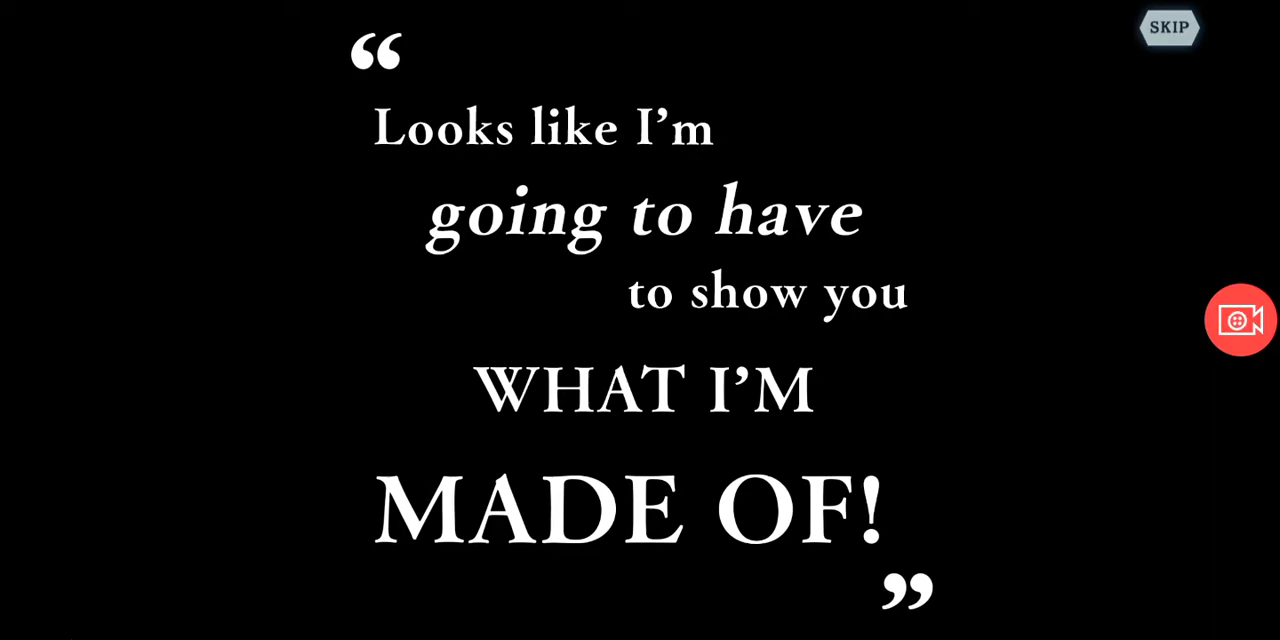 SKIP
“
Looks like I’m
going to have
to show you
WHAT I’M
MADE OF!
”